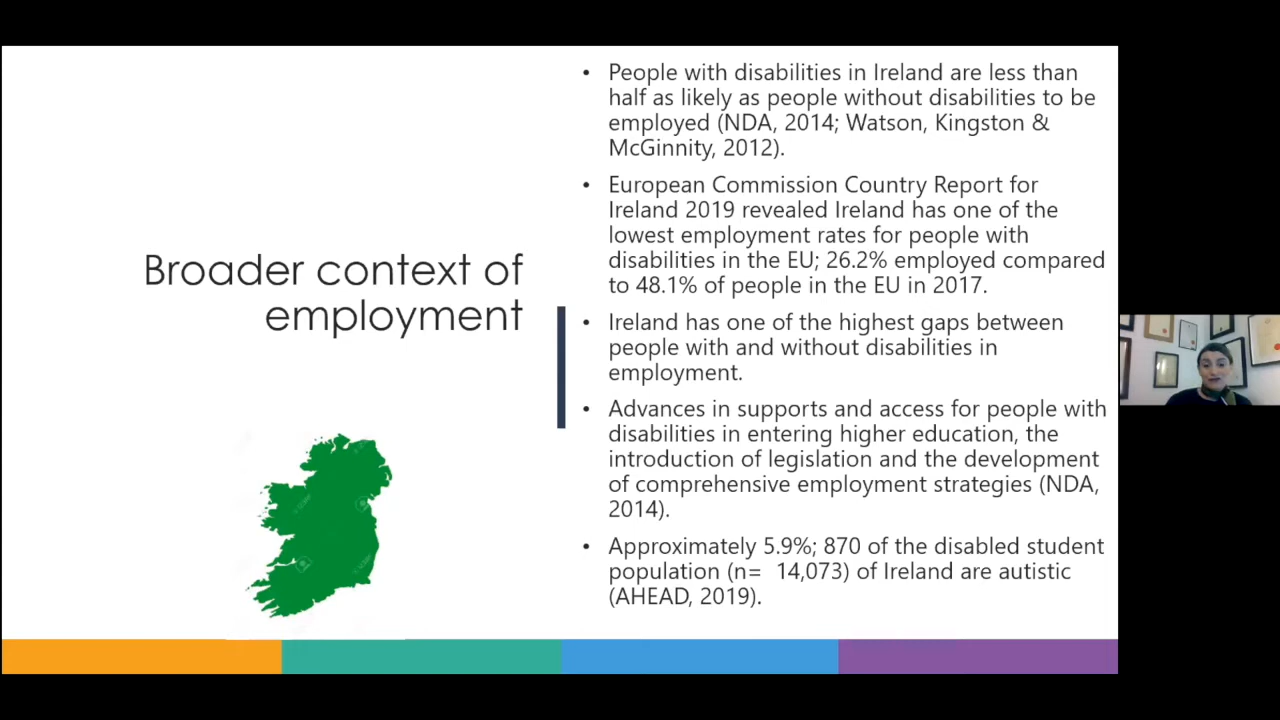 Broader context of
employment
• People with disabilities in Ireland are less than
half as likely as people without disabilities to be
employed (NDA, 2014; Watson, Kingston &
McGinnity, 2012).
• European Commission Country Report for
Ireland 2019 revealed Ireland has one of the
lowest employment rates for people with
disabilities in the EU; 26.2% employed compared
to 48.1% of people in the EU in 2017.
• Ireland has one of the highest gaps between
people with and without disabilities in
employment.
• Advances in supports and access for people with
disabilities in entering higher education, the
introduction of legislation and the development
of comprehensive employment strategies (NDA,
2014).
• Approximately 5.9%; 870 of the disabled student
population (n= 14,073) of Ireland are autistic
(AHEAD, 2019).